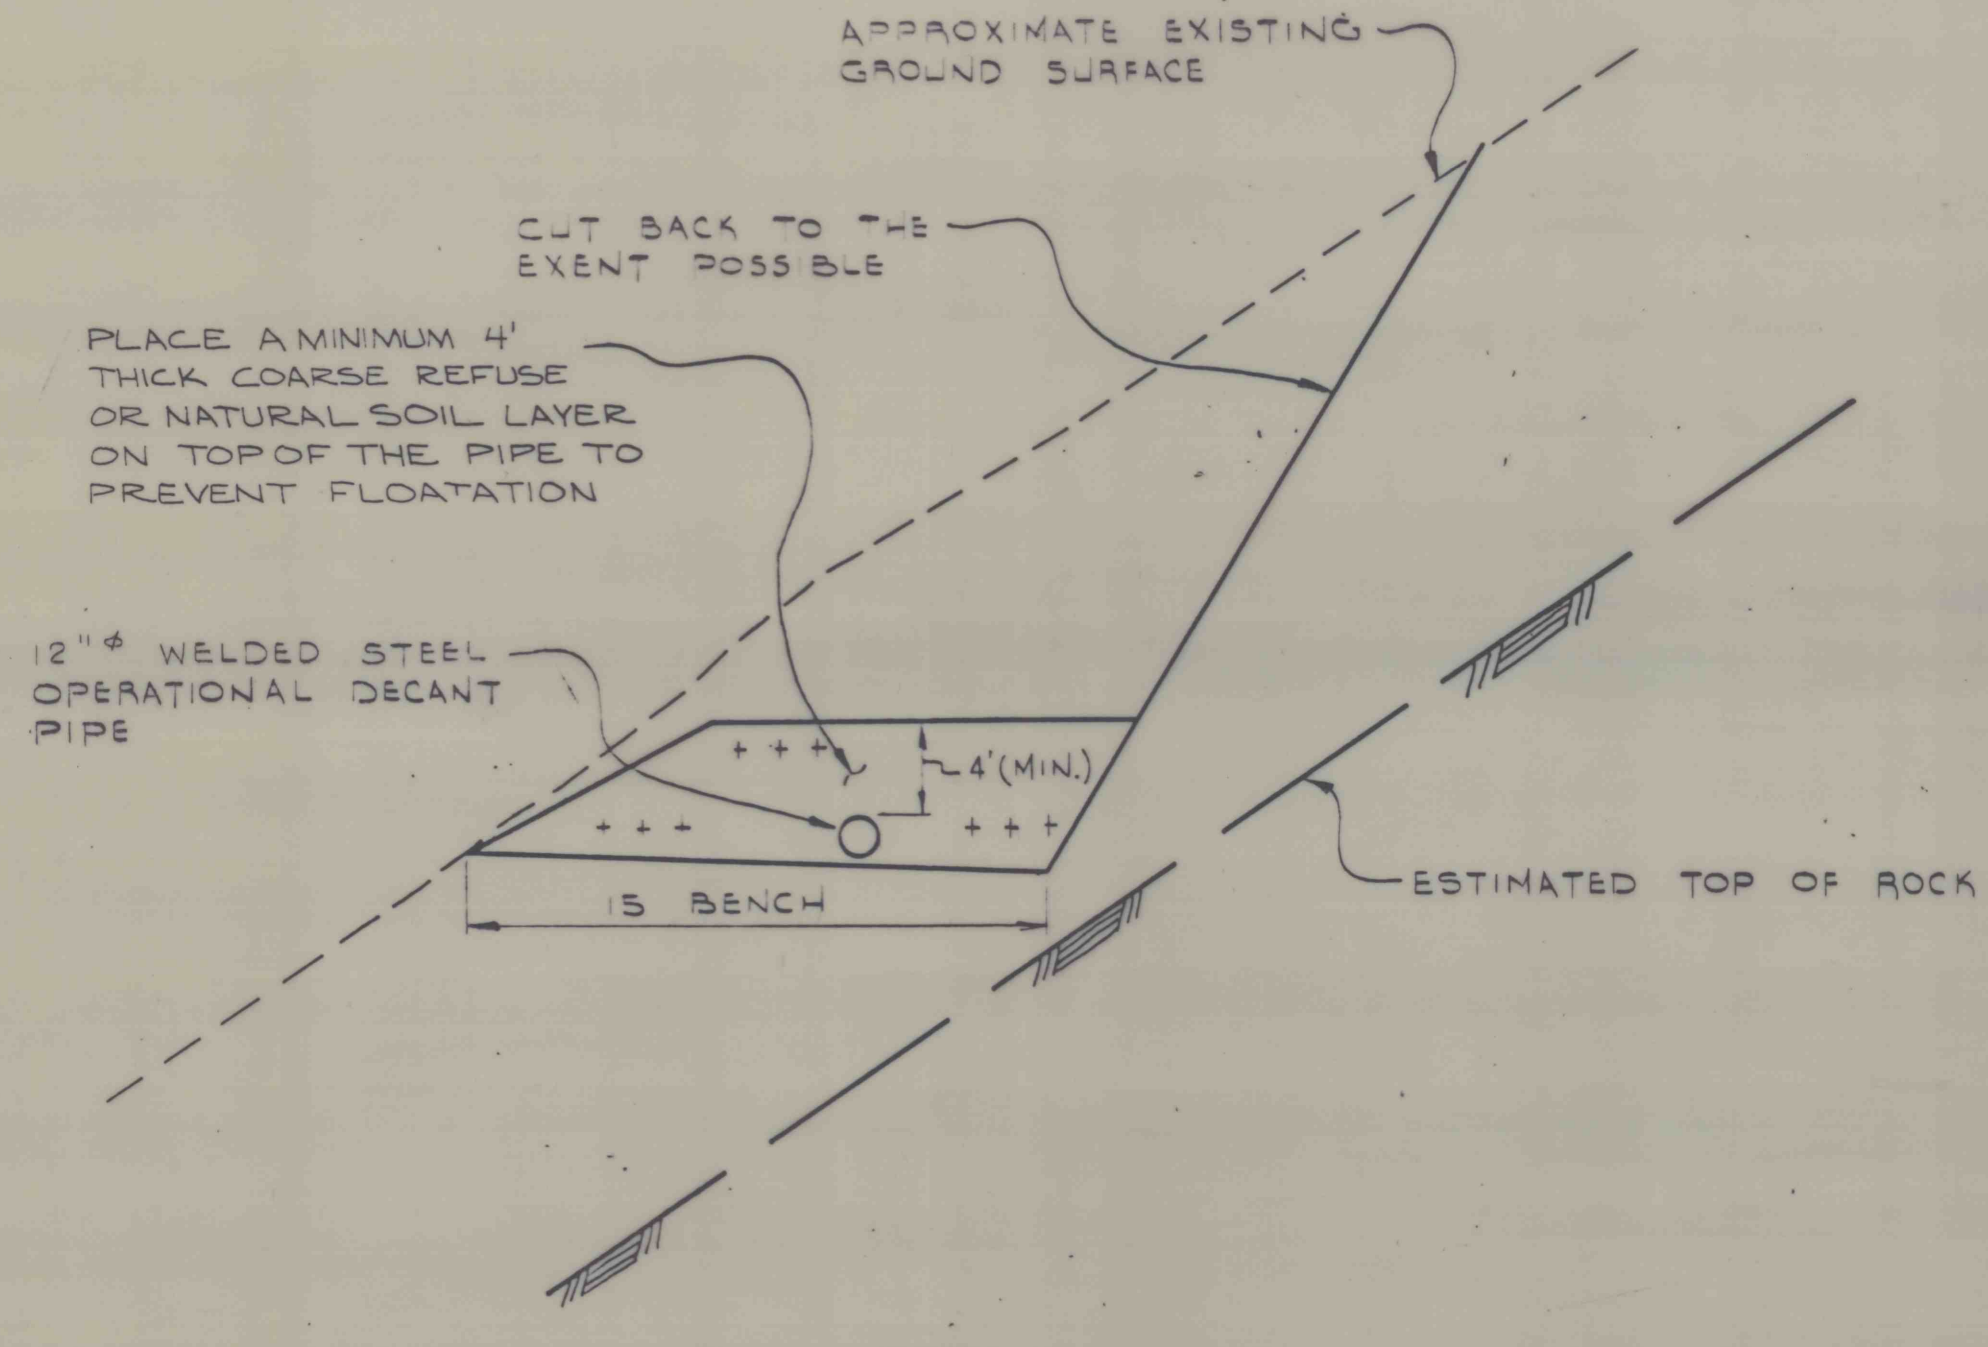 APPROXIMATE EXISTING
GROUND SURFACE
CUT BACK TO THE
EXENT POSSIBLE
PLACE A MINIMUM 4'
THICK COARSE REFUSE
OR NATURAL SOIL LAYER
ON TOP OF THE PIPE TO
PREVENT FLOATATION
12"⌀ WELDED STEEL
OPERATIONAL DECANT
PIPE
4'(MIN.)
15 BENCH
ESTIMATED TOP OF ROCK